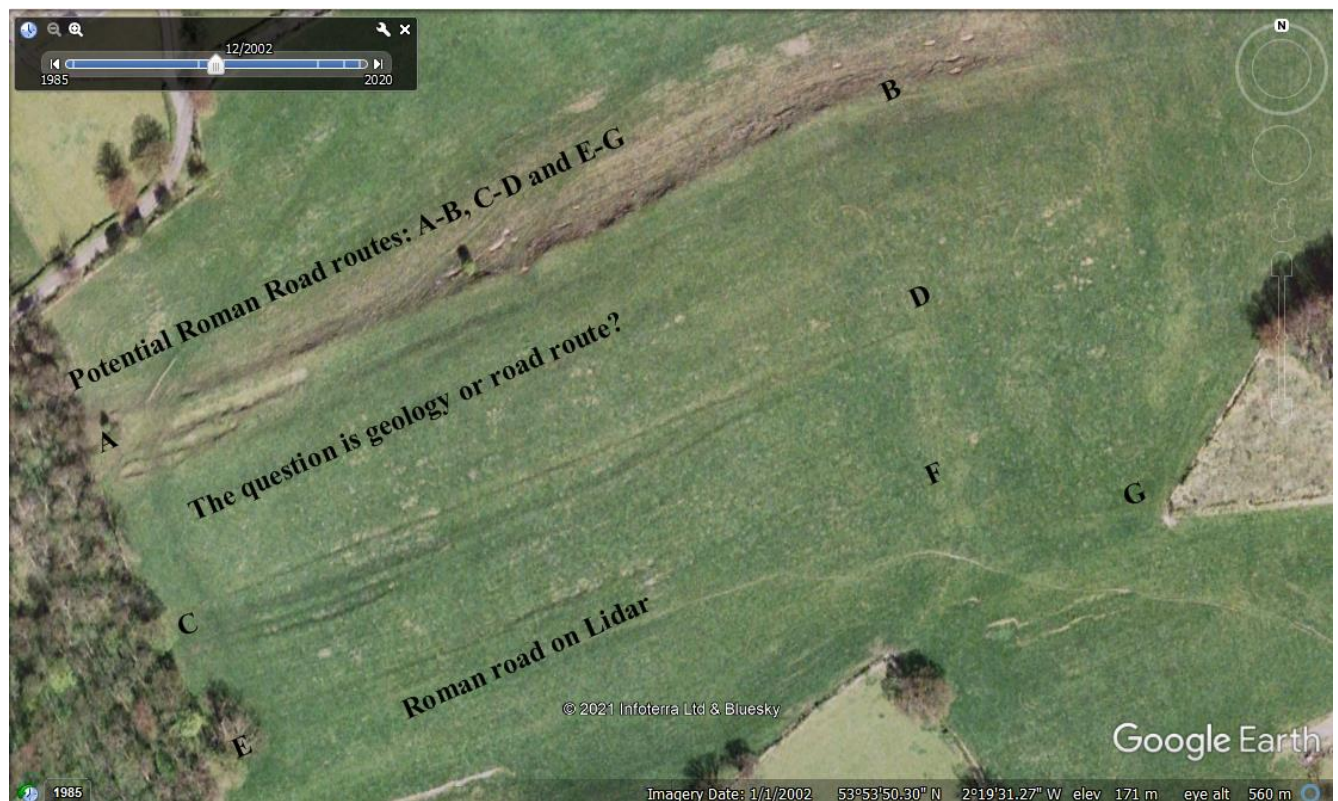 12/2002
1985
2020
N
B
Potential Roman Road routes: A-B, C-D and E-G
D
The question is geology or road route?
A
F
G
C
Roman road on Lidar
© 2021 Infoterra Ltd & Bluesky
E
Google Earth
1985
Imagery Date: 1/1/2002 53°53'50.30" N 2°19'31.27" W elev 171 m eye alt 560 m